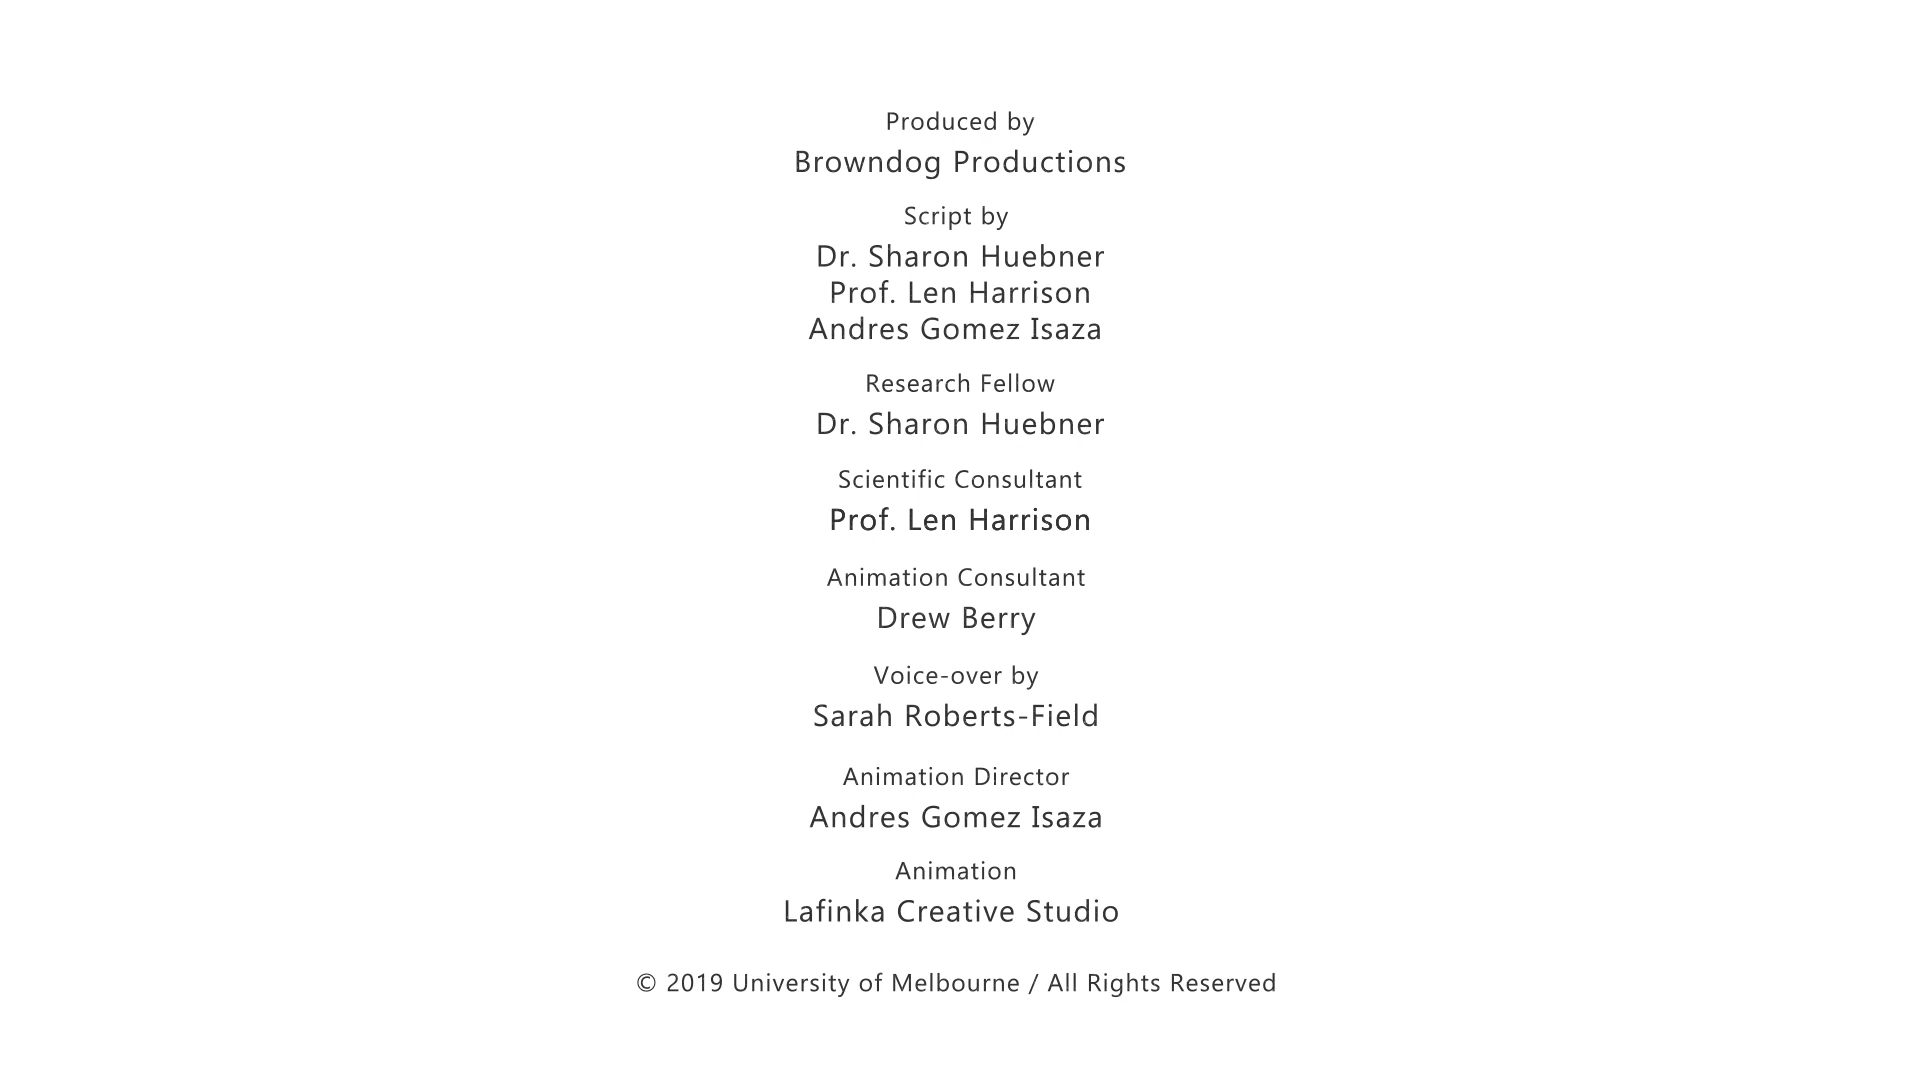 Produced by
Browndog Productions
Script by
Dr. Sharon Huebner
Prof. Len Harrison
Andres Gomez Isaza
Research Fellow
Dr. Sharon Huebner
Scientific Consultant
Prof. Len Harrison
Animation Consultant
Drew Berry
Voice-over by
Sarah Roberts-Field
Animation Director
Andres Gomez Isaza
Animation
Lafinka Creative Studio
© 2019 University of Melbourne / All Rights Reserved